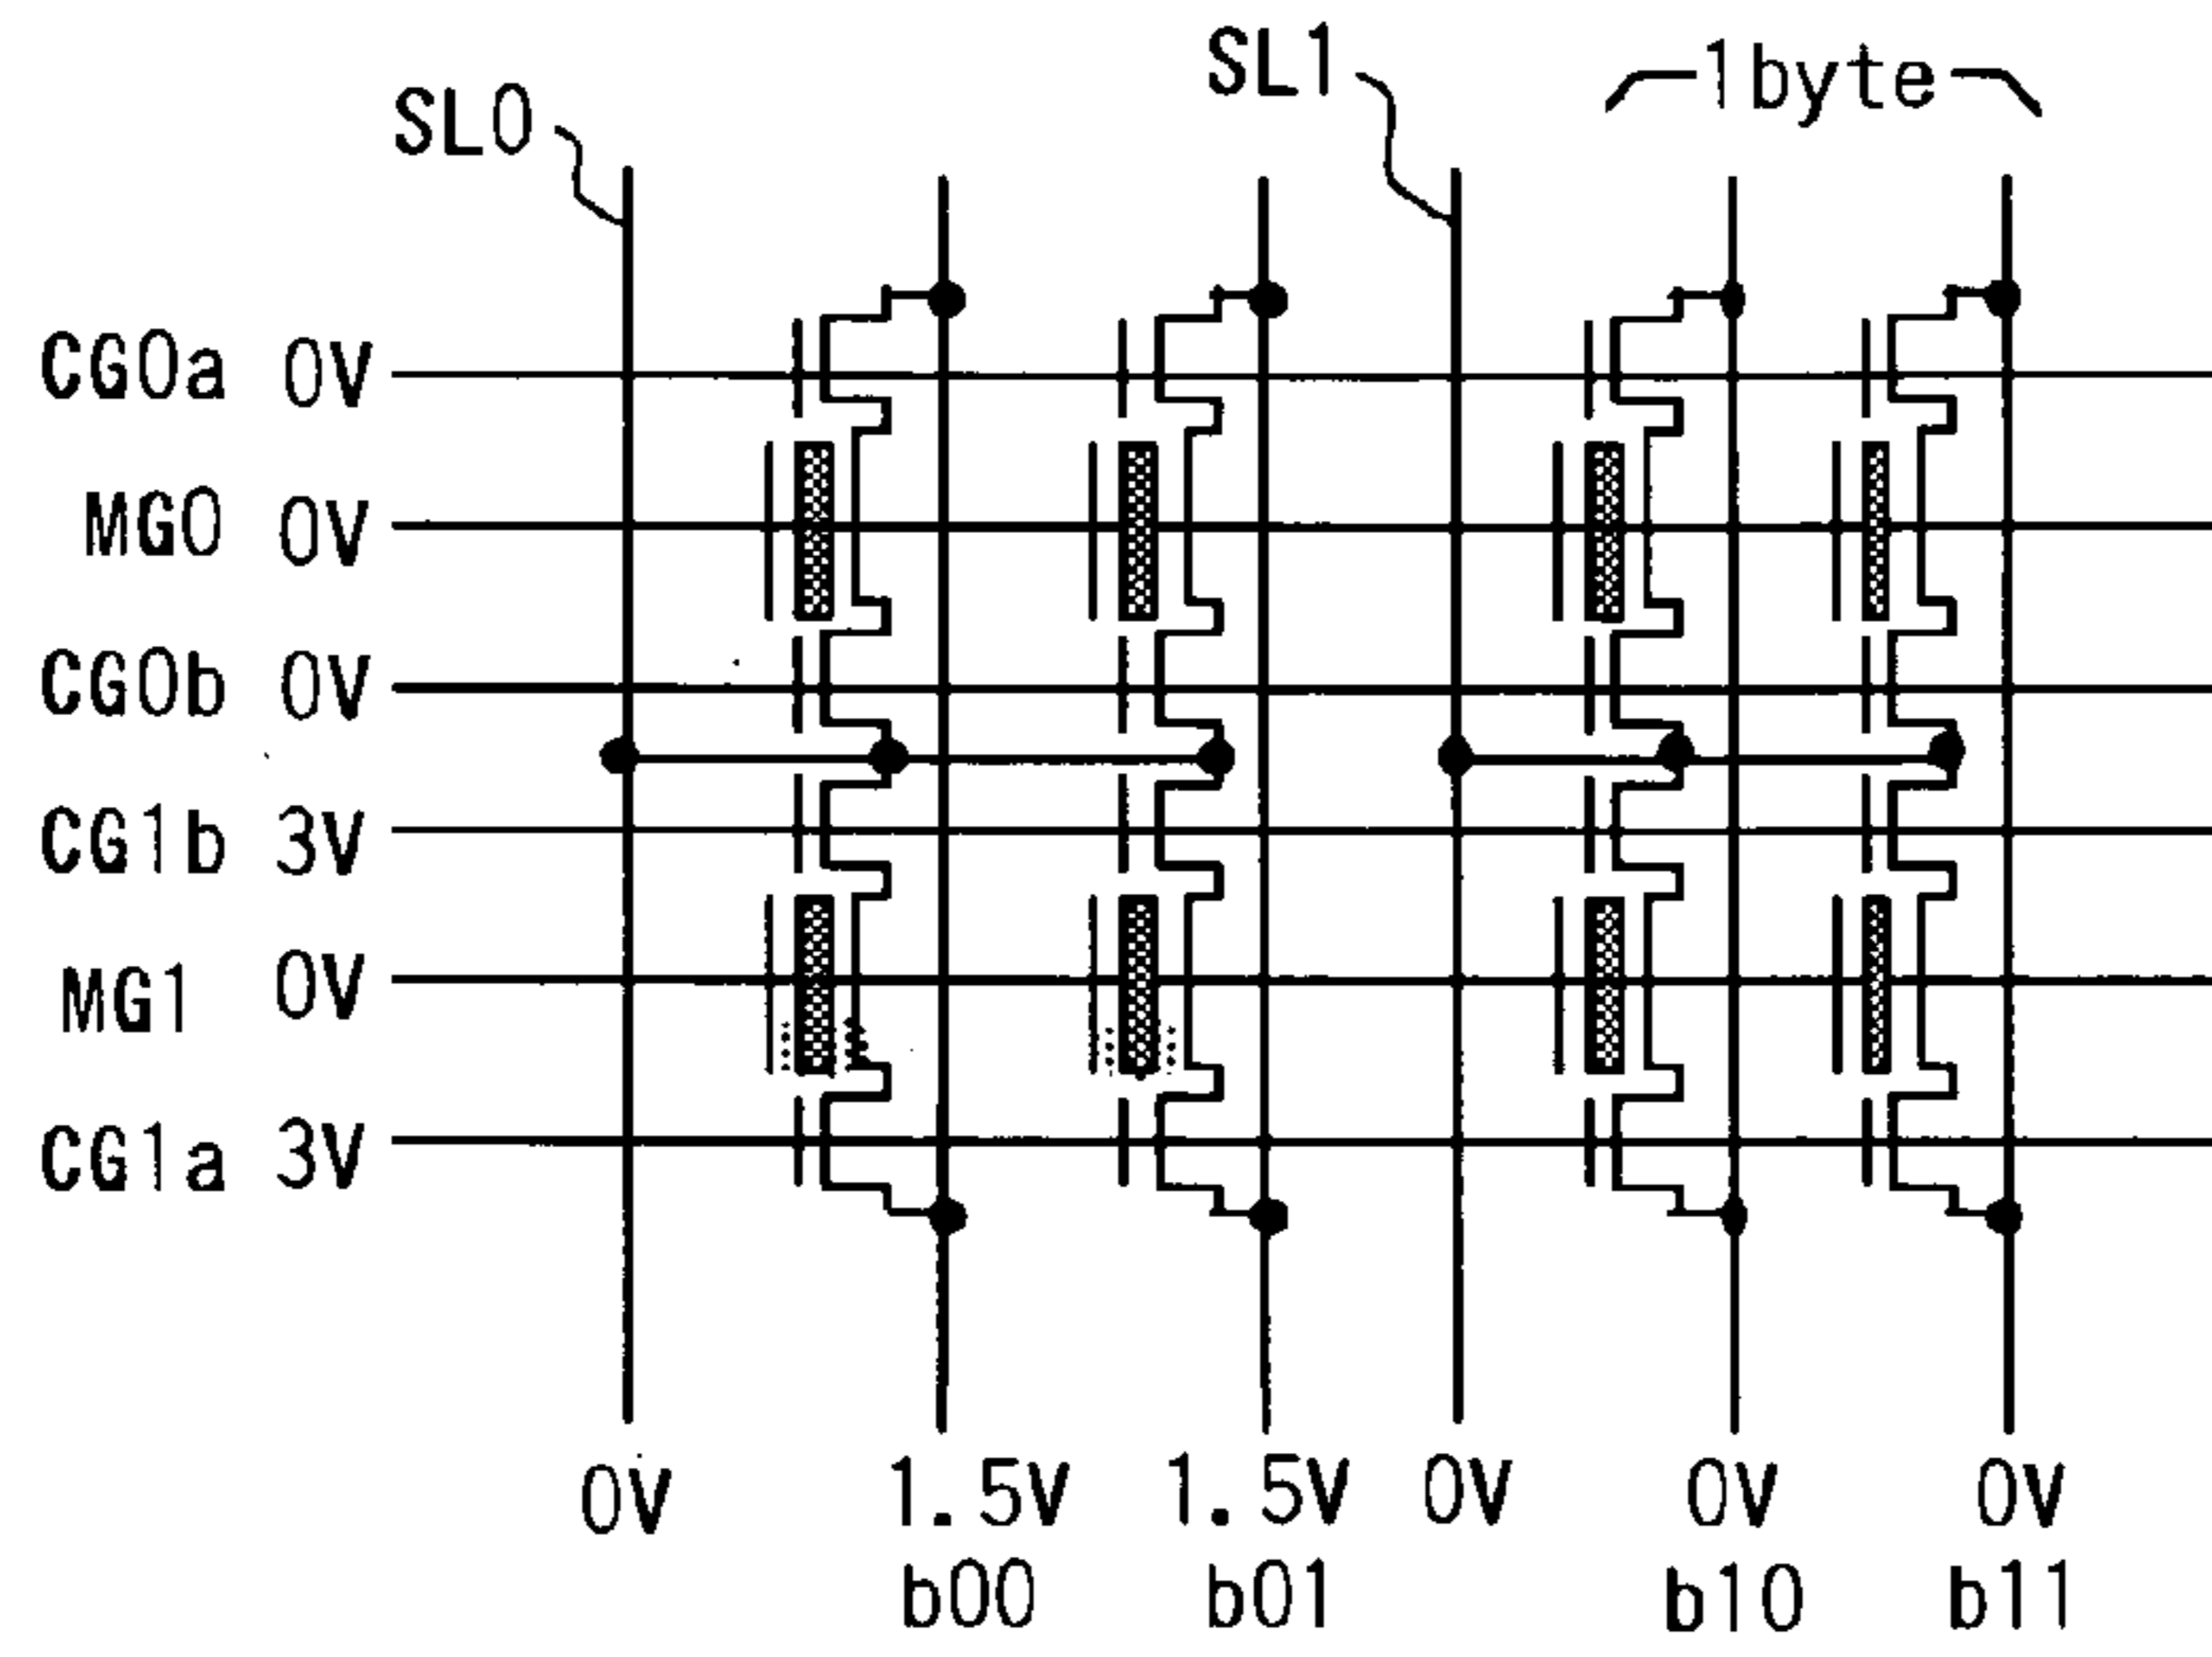 SL0
SL1
1byte
CG0a 0V
MG0 0V
CG0b 0V
CG1b 3V
MG1 0V
CG1a 3V
0V 1.5V 1.5V 0V 0V 0V
b00 b01 b10 b11